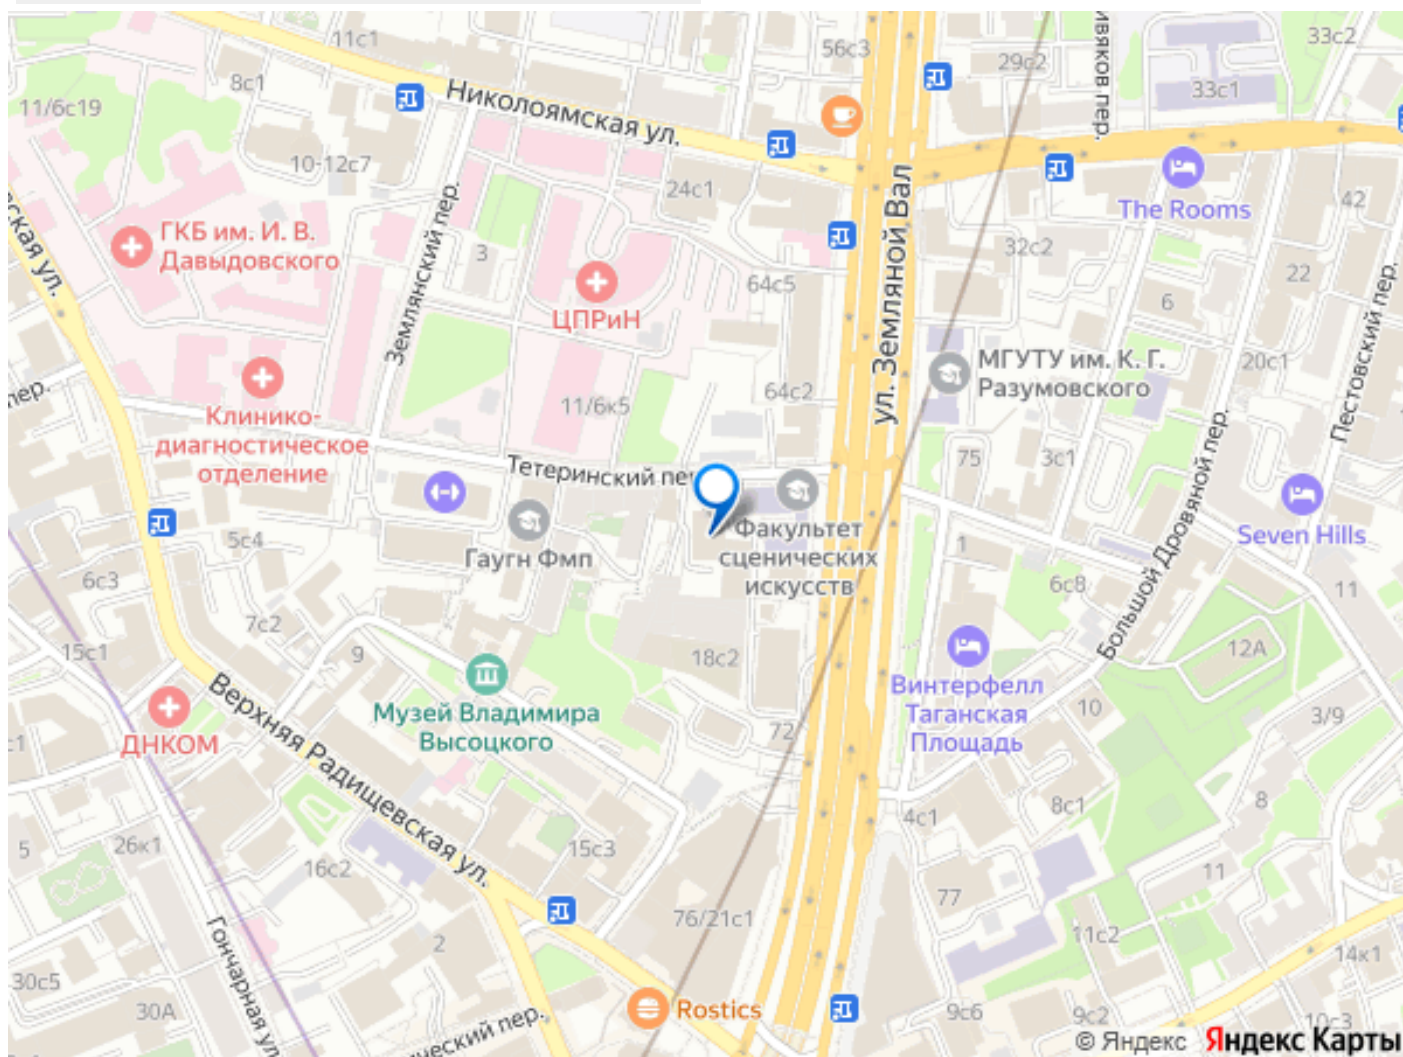 11с1
56с3
29с2
33с2
8с1
33с1
11/6с19
Николоямская ул.
10-12с7
24с1
The Rooms
42
ГКБ им. И. В.
Давыдовского
Землянский пер.
3
ЦПРиН
64с5
ул. Земляной Вал
32с2
22
6
Пестовский пер.
20с1
МГУТУ им. К. Г.
Разумовского
64с2
11/6к5
Клинико-
диагностическое
отделение
пер.
Тетеринский пер
75
3с1
Большой Дровяной пер.
Seven Hills
Факультет
сценических
искусств
Гаугн Фмп
5с4
6с3
7с2
1
6с8
11
12А
15с1
9
18с2
Музей Владимира
Высоцкого
Винтерфелл
Таганская
Площадь
10
3/9
72
ДНКОМ
Верхняя Радищевская ул.
4с1
8с1
8
5
26к1
16с2
15с3
11
76/21с1
77
11с2
2
Гончарная ул
14к1
30с5
30А
Rostics
9с6
9с2
10с3
© Яндекс Яндекс Карты